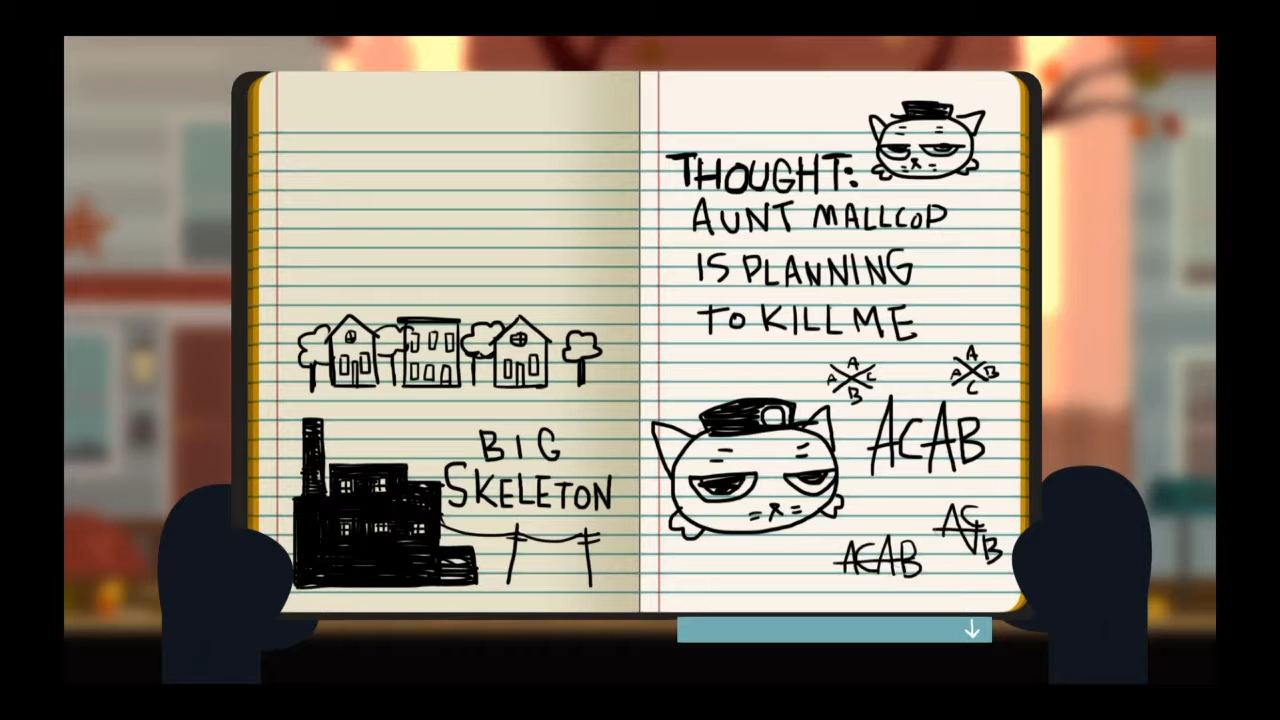 BIG
SKELETON
THOUGHT:
AUNT MALLCOP
IS PLANNING
TO KILL ME
A
A C
B
A
A B
C
ACAB
ACAB
ACAB